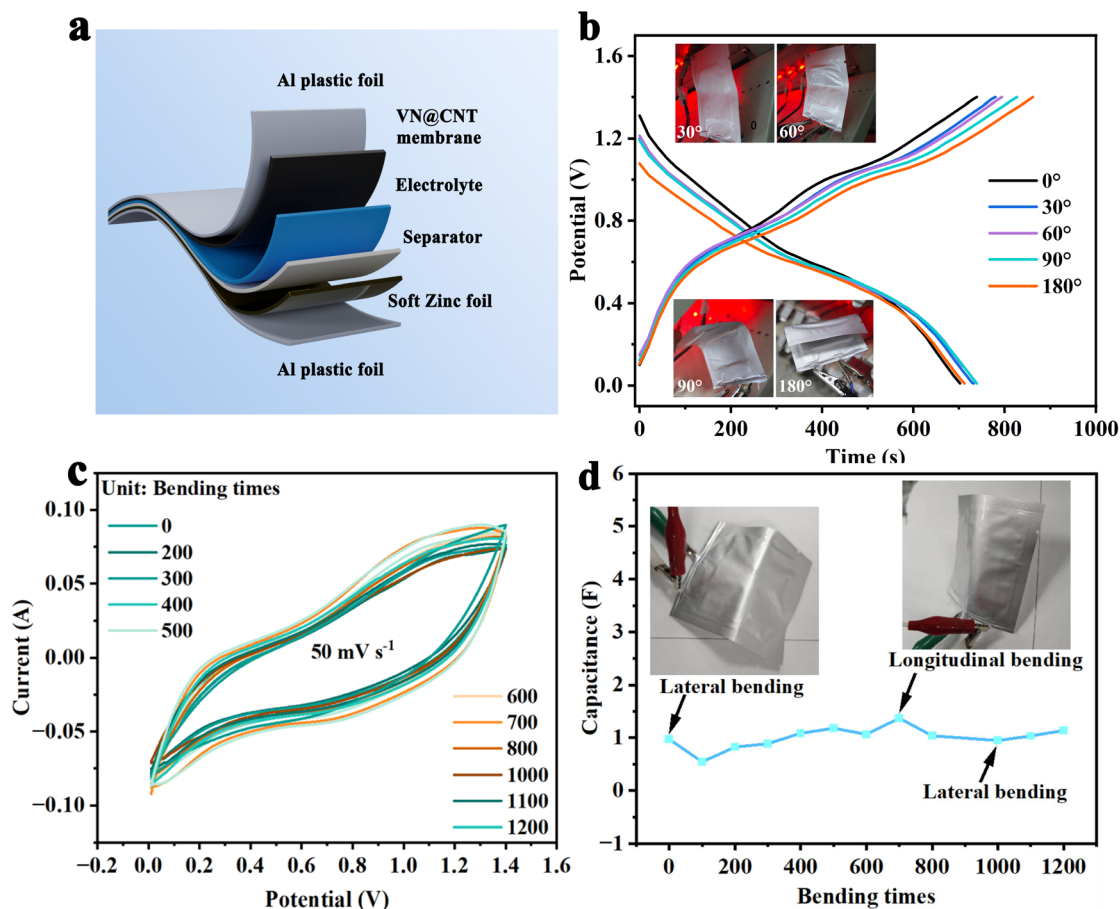 a
Al plastic foil
VN@CNT
membrane
Electrolyte
Separator
Soft Zinc foil
Al plastic foil
b
Potential (V)
1.6
1.2
0.8
0.4
0.0
30°
60°
0
90°
180°
0°
30°
60°
90°
180°
0
200
400
600
800
1000
Time (s)
c
Unit: Bending times
0
200
300
400
500
50 mV s⁻¹
600
700
800
1000
1100
1200
Current (A)
0.10
0.05
0.00
−0.05
−0.10
−0.2
0.0
0.2
0.4
0.6
0.8
1.0
1.2
1.4
1.6
Potential (V)
d
Capacitance (F)
6
5
4
3
2
1
0
−1
Lateral bending
Longitudinal bending
Lateral bending
0
200
400
600
800
1000
1200
Bending times